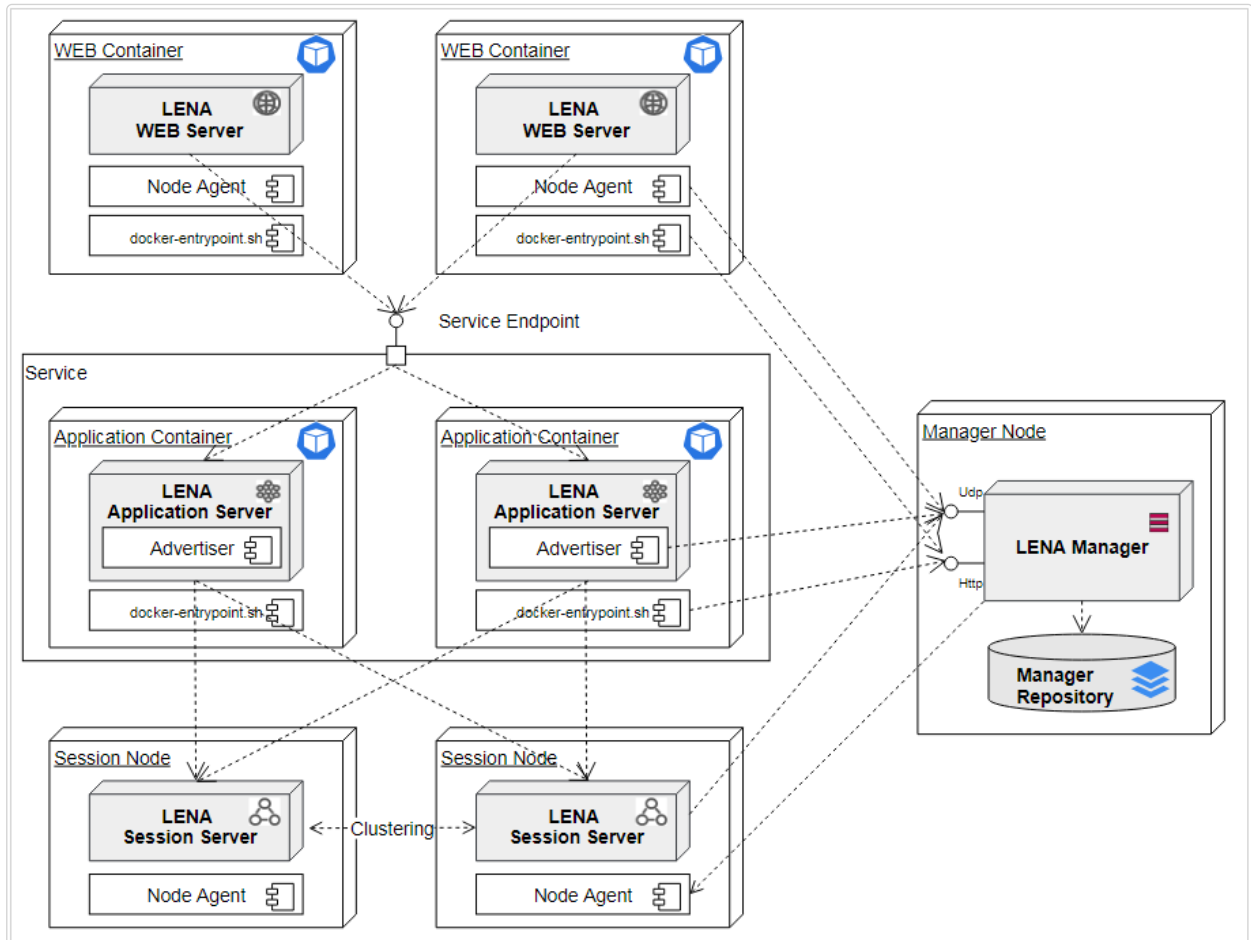 WEB Container
LENA
WEB Server
Node Agent
docker-entrypoint.sh
WEB Container
LENA
WEB Server
Node Agent
docker-entrypoint.sh
Service Endpoint
Service
Application Container
LENA
Application Server
Advertiser
docker-entrypoint.sh
Application Container
LENA
Application Server
Advertiser
docker-entrypoint.sh
Manager Node
Udp
Http
LENA Manager
Manager
Repository
Session Node
LENA
Session Server
Node Agent
Clustering
Session Node
LENA
Session Server
Node Agent